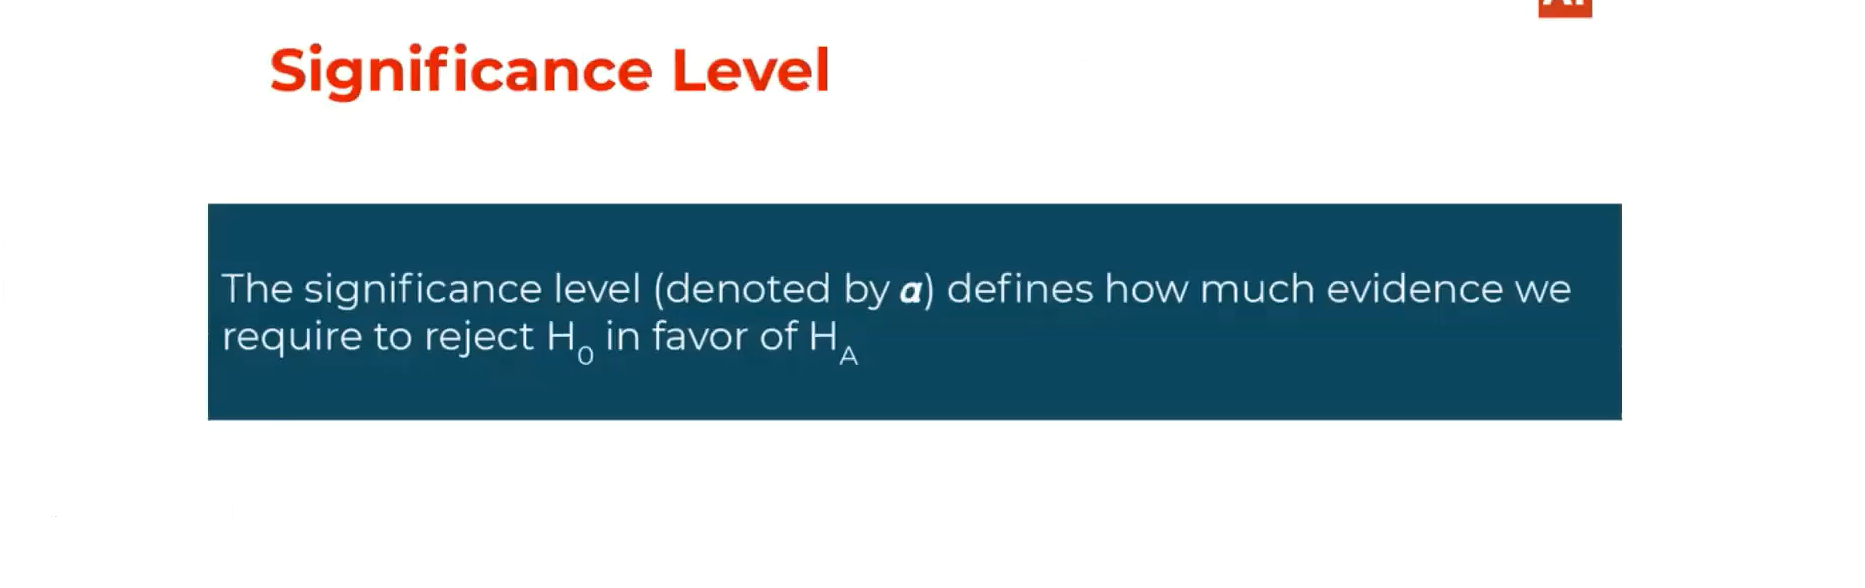 Significance Level
The significance level (denoted by α) defines how much evidence we
require to reject H₀ in favor of H_A